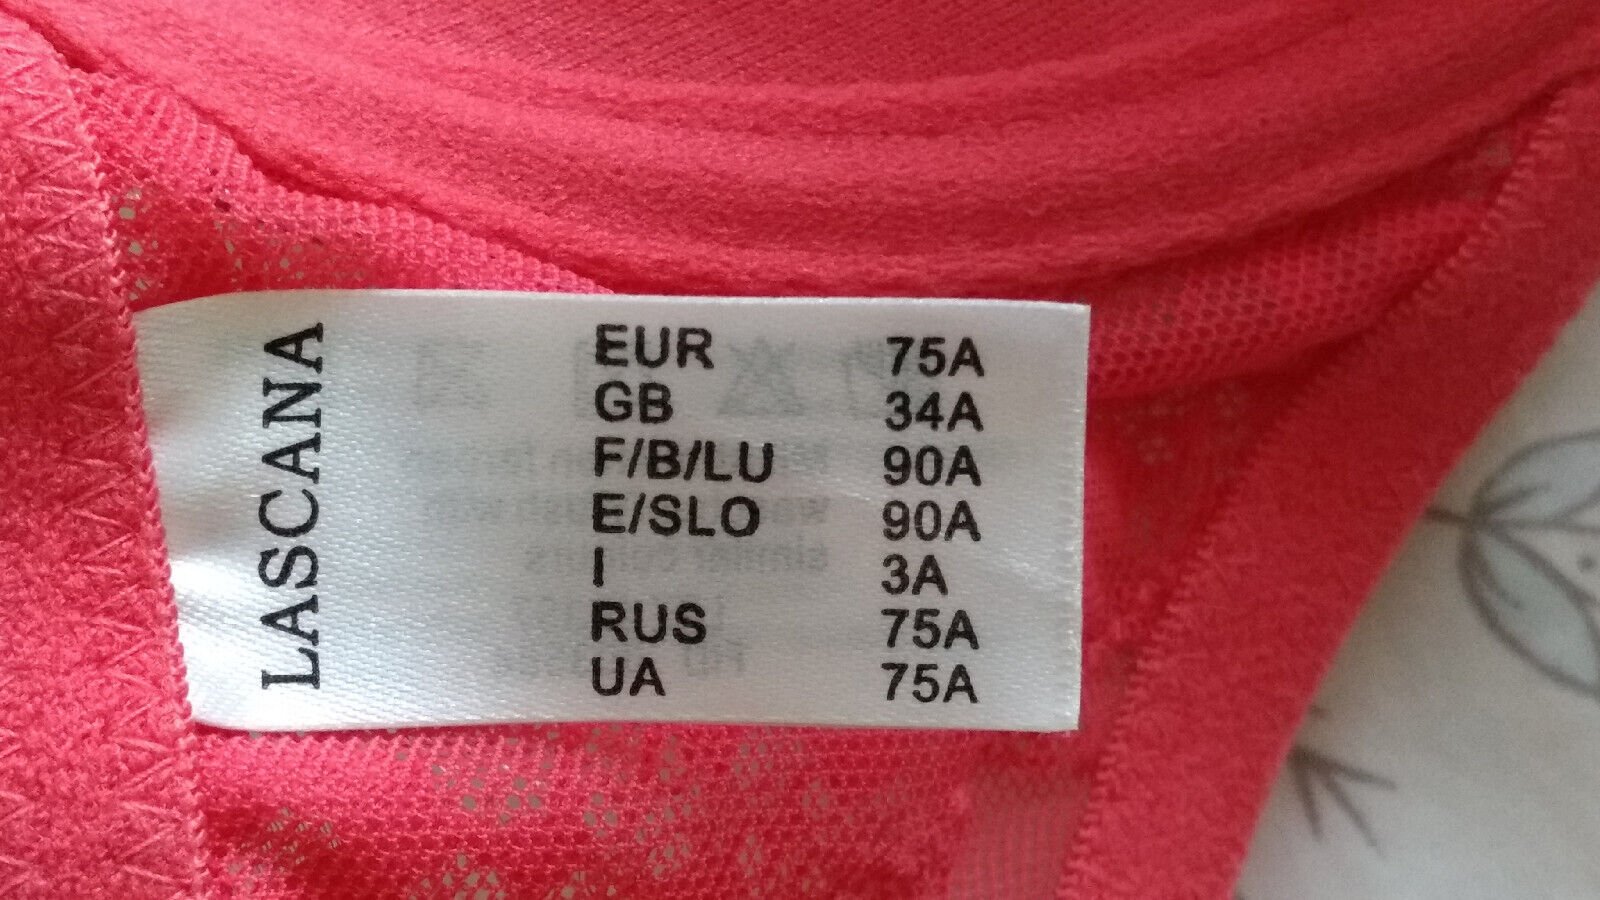 LASCANA
EUR 75A
GB 34A
F/B/LU 90A
E/SLO 90A
I 3A
RUS 75A
UA 75A